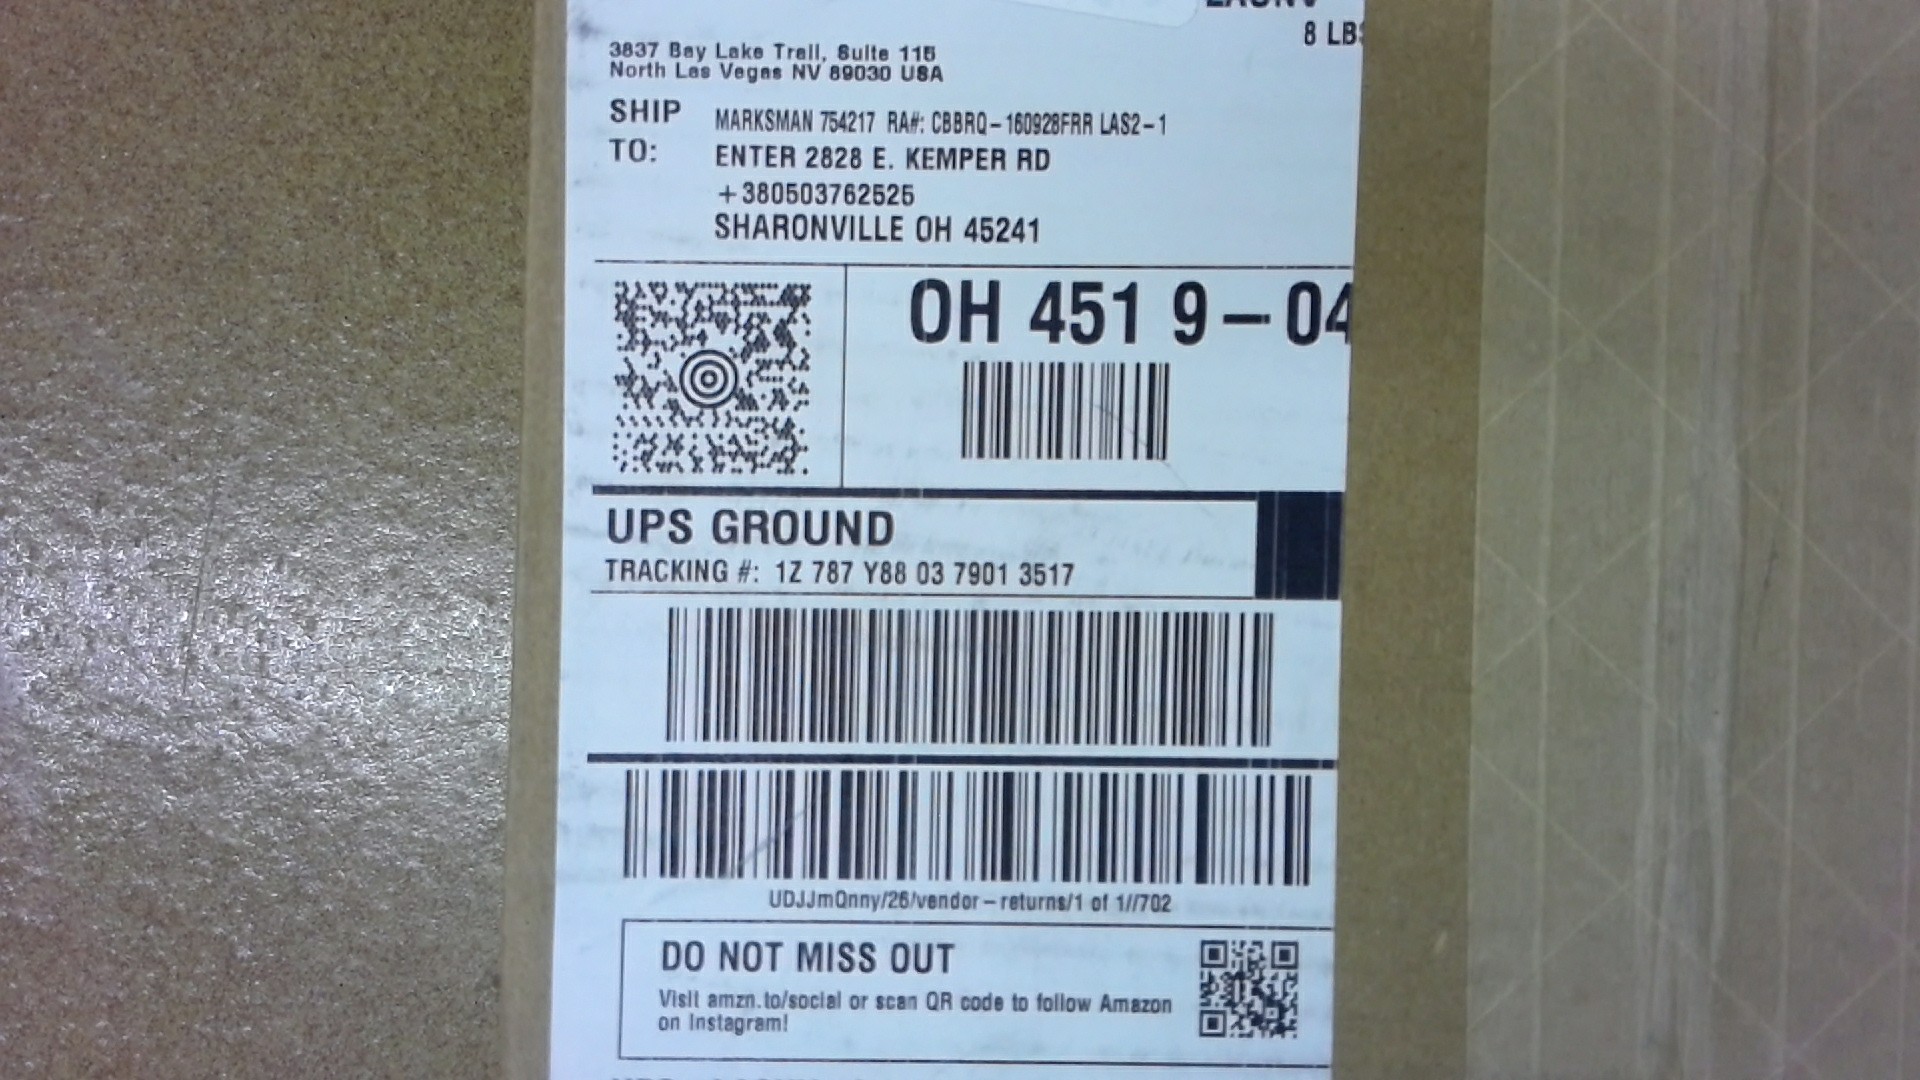 8 LBS
3837 Bay Lake Trail, Suite 115
North Las Vegas NV 89030 USA
SHIP TO:
MARKSMAN 754217 RA#: CBBRQ-160928FRR LAS2-1
ENTER 2828 E. KEMPER RD
+380503762525
SHARONVILLE OH 45241
OH 451 9-04
UPS GROUND
TRACKING #: 1Z 787 Y88 03 7901 3517
UDJJmQnny/26/vendor-returns/1 of 1//702
DO NOT MISS OUT
Visit amzn.to/social or scan QR code to follow Amazon
on Instagram!